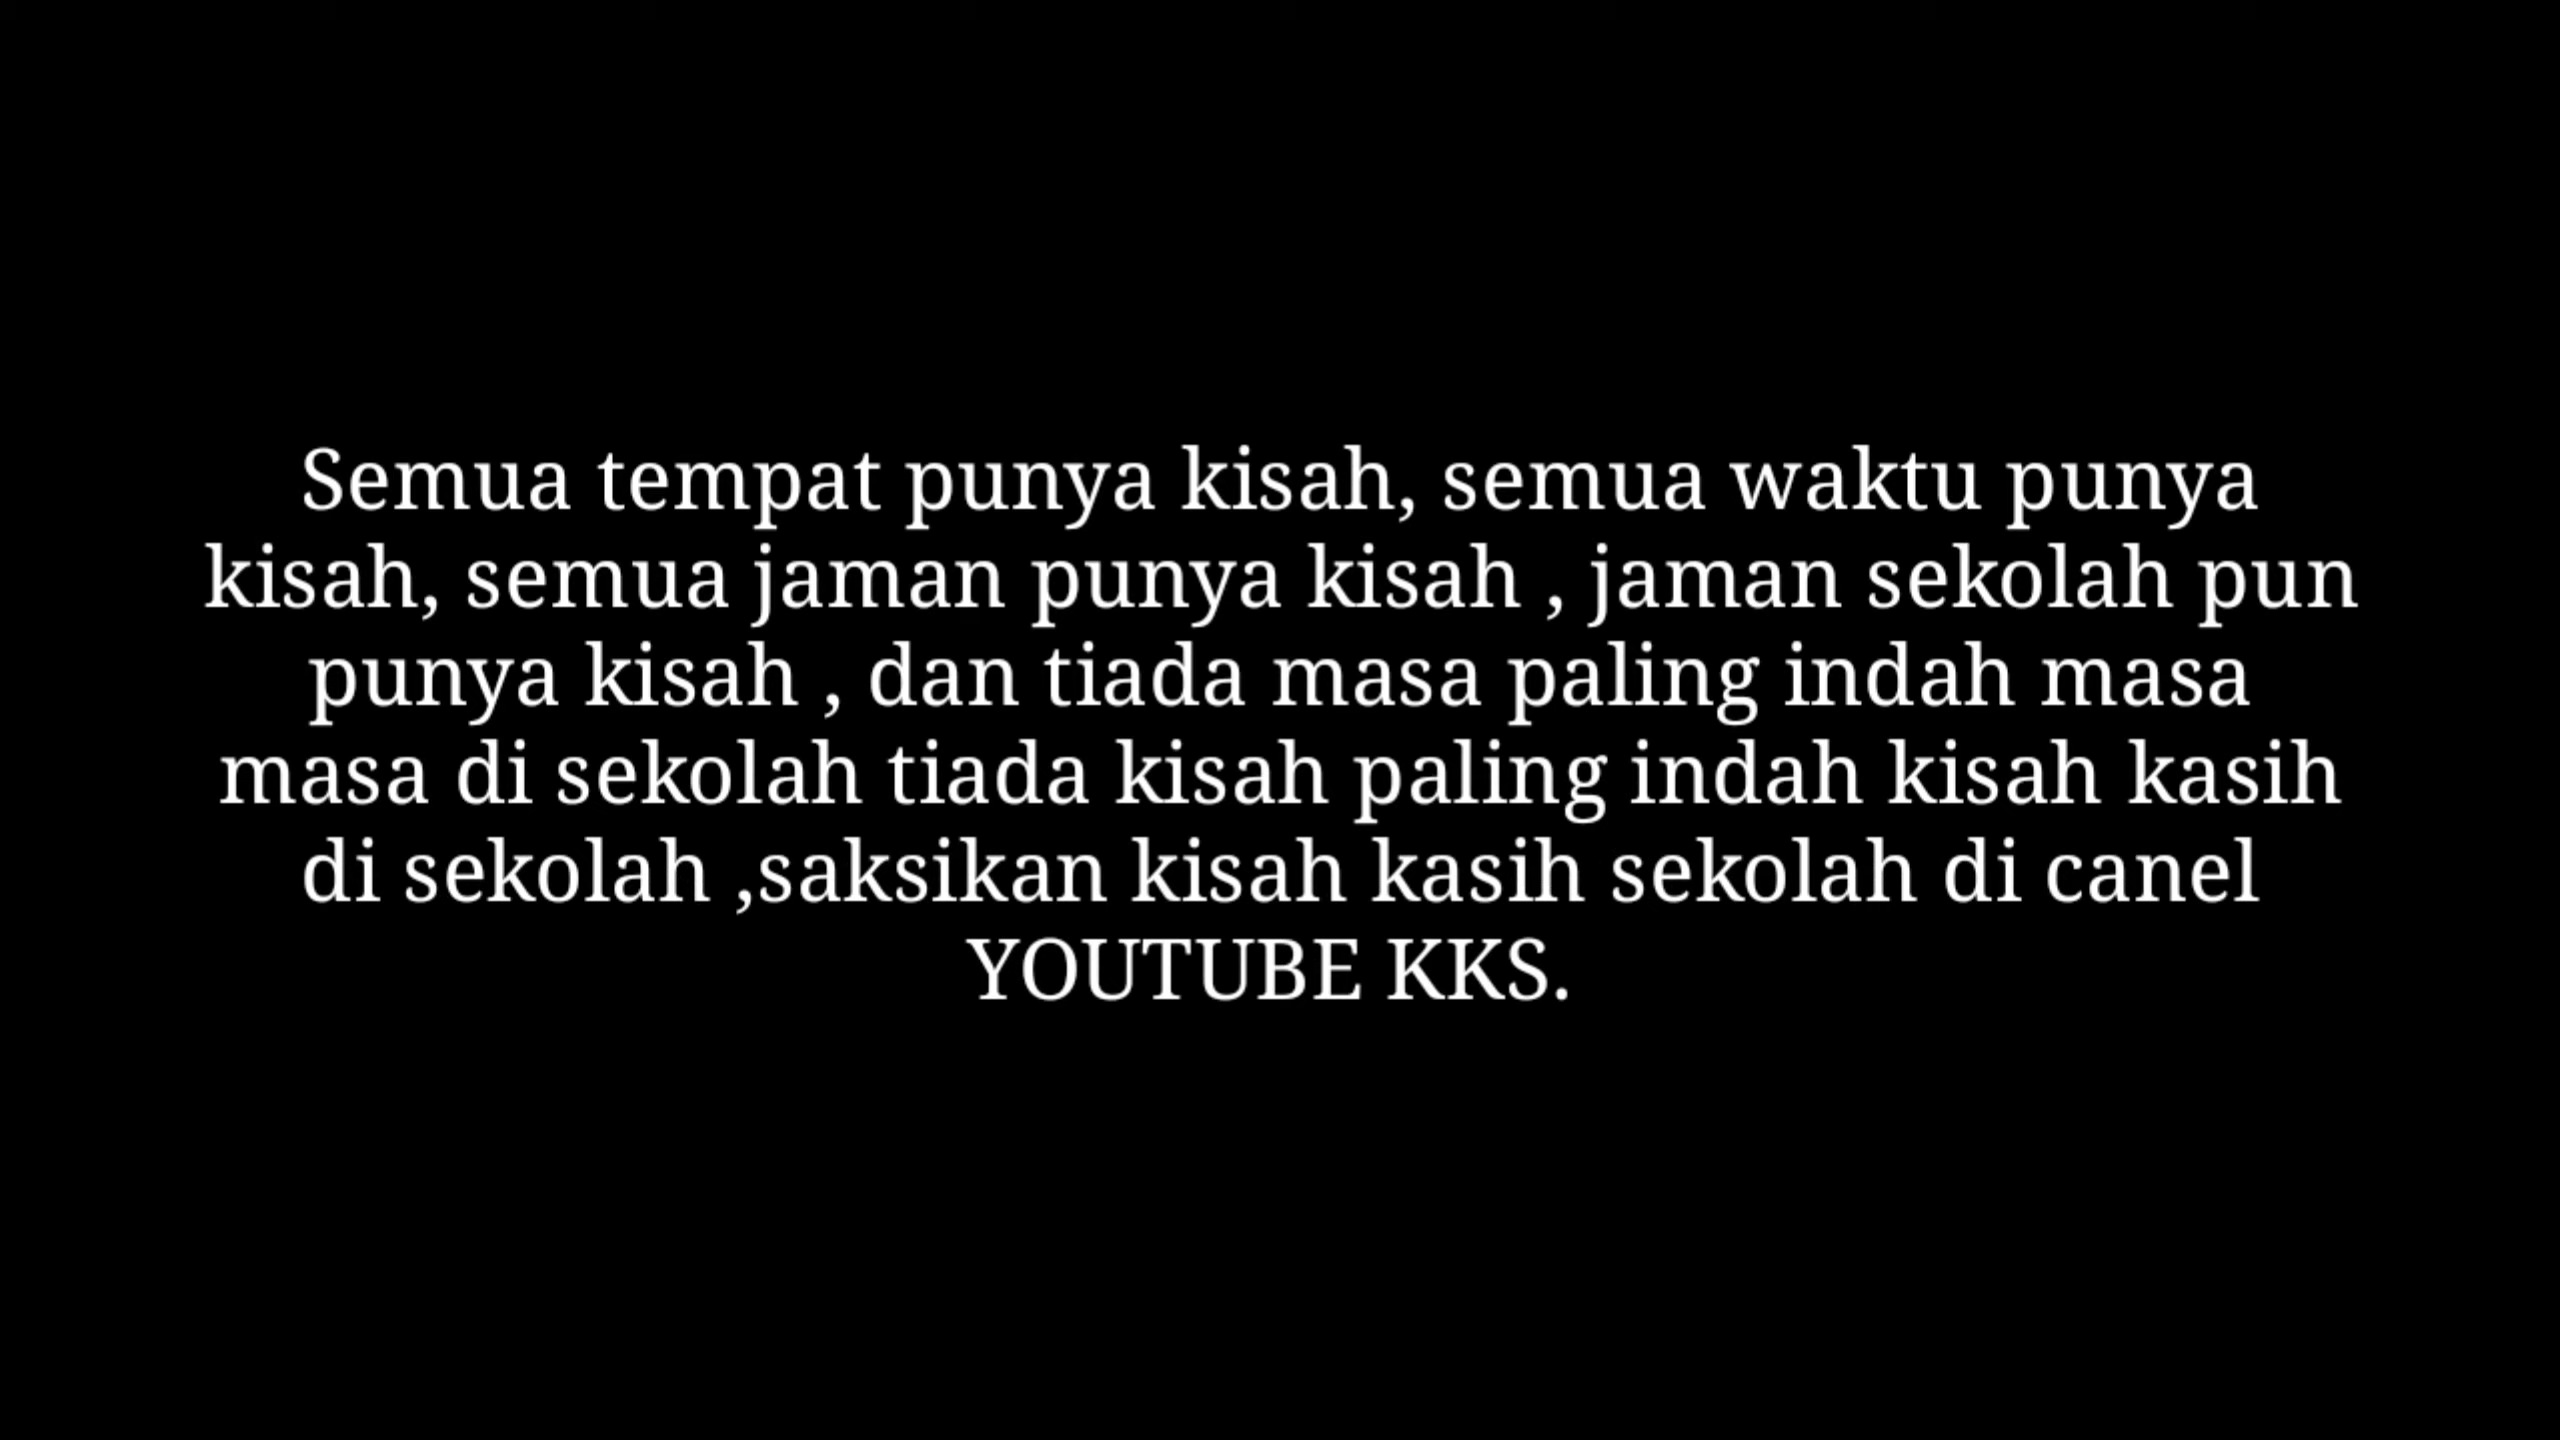 Semua tempat punya kisah, semua waktu punya
kisah, semua jaman punya kisah , jaman sekolah pun
punya kisah , dan tiada masa paling indah masa
masa di sekolah tiada kisah paling indah kisah kasih
di sekolah ,saksikan kisah kasih sekolah di canel
YOUTUBE KKS.